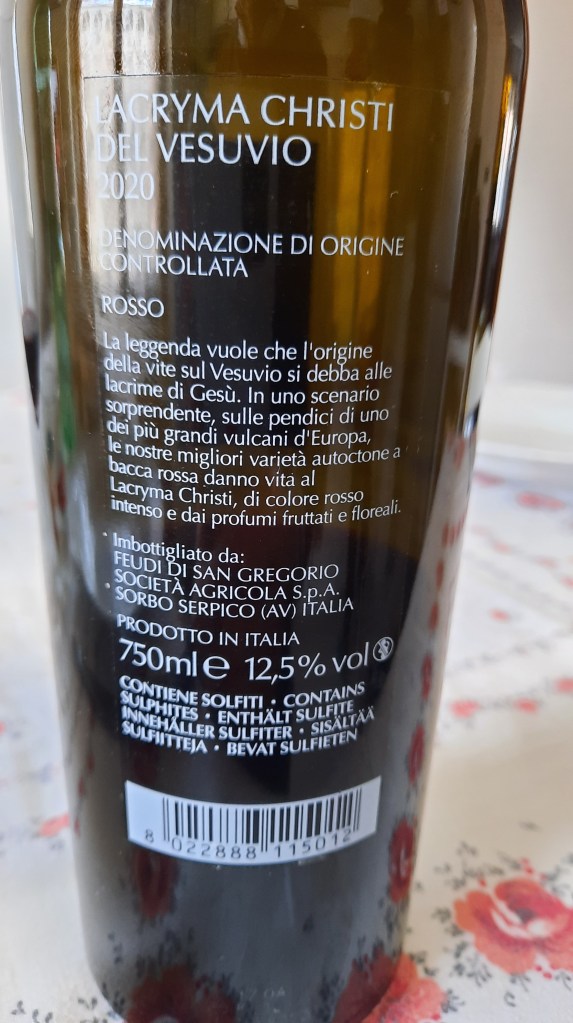 LACRYMA CHRISTI
DEL VESUVIO
2020
DENOMINAZIONE DI ORIGINE
CONTROLLATA
ROSSO
La leggenda vuole che l'origine
della vite sul Vesuvio si debba alle
lacrime di Gesù. In uno scenario
sorprendente, sulle pendici di uno
dei più grandi vulcani d'Europa,
le nostre migliori varietà autoctone a
bacca rossa danno vita al
Lacryma Christi, di colore rosso
intenso e dai profumi fruttati e floreali.
Imbottigliato da:
FEUDI DI SAN GREGORIO
SOCIETÀ AGRICOLA S.p.A.
SORBO SERPICO (AV) ITALIA
PRODOTTO IN ITALIA
750ml e 12,5% vol
CONTIENE SOLFITI • CONTAINS
SULPHITES • ENTHÄLT SULFITE
INNEHÅLLER SULFITER • SISÄLTÄÄ
SULFIITTEJA • BEVAT SULFIETEN
8 022888 115012